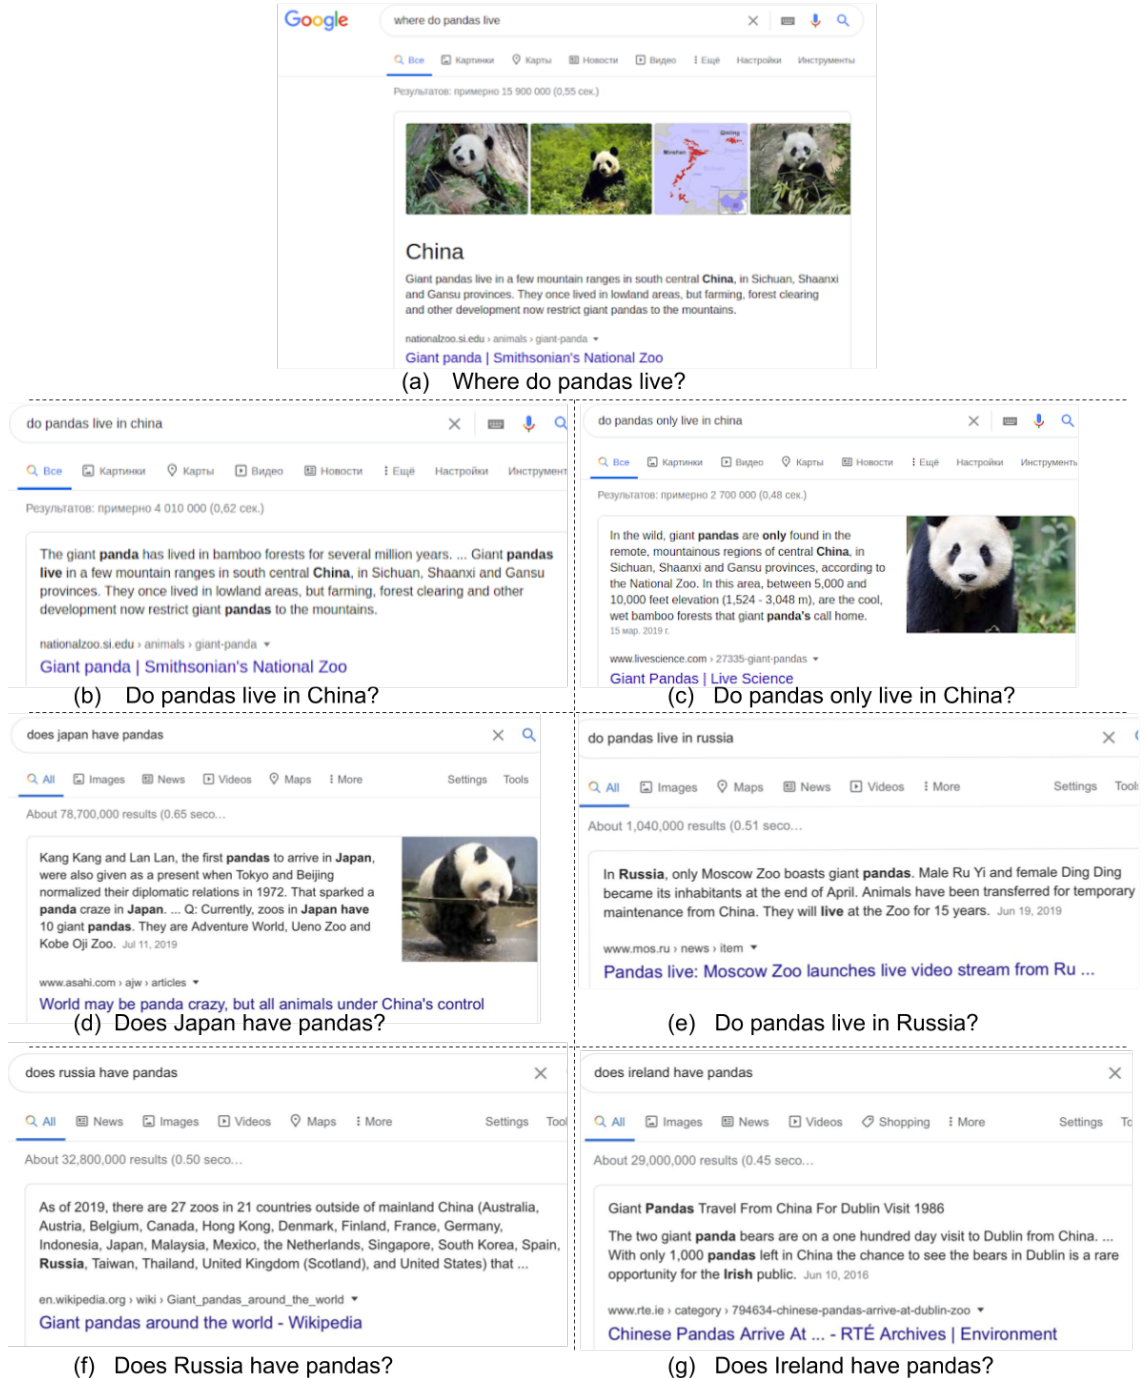 Google
where do pandas live
Все Картинки Карты Новости Видео Ещё Настройки Инструменты
Результатов: примерно 15 900 000 (0,55 сек.)
Minshan
Qinling
China
Giant pandas live in a few mountain ranges in south central China, in Sichuan, Shaanxi
and Gansu provinces. They once lived in lowland areas, but farming, forest clearing
and other development now restrict giant pandas to the mountains.
nationalzoo.si.edu › animals › giant-panda
Giant panda | Smithsonian's National Zoo
(a) Where do pandas live?
do pandas live in china
Все Картинки Карты Видео Новости Ещё Настройки Инструмент
Результатов: примерно 4 010 000 (0,62 сек.)
The giant panda has lived in bamboo forests for several million years. ... Giant pandas
live in a few mountain ranges in south central China, in Sichuan, Shaanxi and Gansu
provinces. They once lived in lowland areas, but farming, forest clearing and other
development now restrict giant pandas to the mountains.
nationalzoo.si.edu › animals › giant-panda
Giant panda | Smithsonian's National Zoo
(b) Do pandas live in China?
do pandas only live in china
Все Картинки Видео Карты Новости Ещё Настройки Инструменть
Результатов: примерно 2 700 000 (0,48 сек.)
In the wild, giant pandas are only found in the
remote, mountainous regions of central China, in
Sichuan, Shaanxi and Gansu provinces, according to
the National Zoo. In this area, between 5,000 and
10,000 feet elevation (1,524 - 3,048 m), are the cool,
wet bamboo forests that giant panda's call home.
15 мар. 2019 г.
www.livescience.com › 27335-giant-pandas
Giant Pandas | Live Science
(c) Do pandas only live in China?
does japan have pandas
All Images News Videos Maps More Settings Tools
About 78,700,000 results (0.65 seco...
Kang Kang and Lan Lan, the first pandas to arrive in Japan,
were also given as a present when Tokyo and Beijing
normalized their diplomatic relations in 1972. That sparked a
panda craze in Japan. ... Q: Currently, zoos in Japan have
10 giant pandas. They are Adventure World, Ueno Zoo and
Kobe Oji Zoo. Jul 11, 2019
www.asahi.com › ajw › articles
World may be panda crazy, but all animals under China's control
(d) Does Japan have pandas?
do pandas live in russia
All Images Maps News Videos More Settings Tool
About 1,040,000 results (0.51 seco...
In Russia, only Moscow Zoo boasts giant pandas. Male Ru Yi and female Ding Ding
became its inhabitants at the end of April. Animals have been transferred for temporary
maintenance from China. They will live at the Zoo for 15 years. Jun 19, 2019
www.mos.ru › news › item
Pandas live: Moscow Zoo launches live video stream from Ru ...
(e) Do pandas live in Russia?
does russia have pandas
All News Images Videos Maps More Settings Tool
About 32,800,000 results (0.50 seco...
As of 2019, there are 27 zoos in 21 countries outside of mainland China (Australia,
Austria, Belgium, Canada, Hong Kong, Denmark, Finland, France, Germany,
Indonesia, Japan, Malaysia, Mexico, the Netherlands, Singapore, South Korea, Spain,
Russia, Taiwan, Thailand, United Kingdom (Scotland), and United States) that ...
en.wikipedia.org › wiki › Giant_pandas_around_the_world
Giant pandas around the world - Wikipedia
(f) Does Russia have pandas?
does ireland have pandas
All Images News Videos Shopping More Settings Tc
About 29,000,000 results (0.45 seco...
Giant Pandas Travel From China For Dublin Visit 1986
The two giant panda bears are on a one hundred day visit to Dublin from China. ...
With only 1,000 pandas left in China the chance to see the bears in Dublin is a rare
opportunity for the Irish public. Jun 10, 2016
www.rte.ie › category › 794634-chinese-pandas-arrive-at-dublin-zoo
Chinese Pandas Arrive At ... - RTÉ Archives | Environment
(g) Does Ireland have pandas?